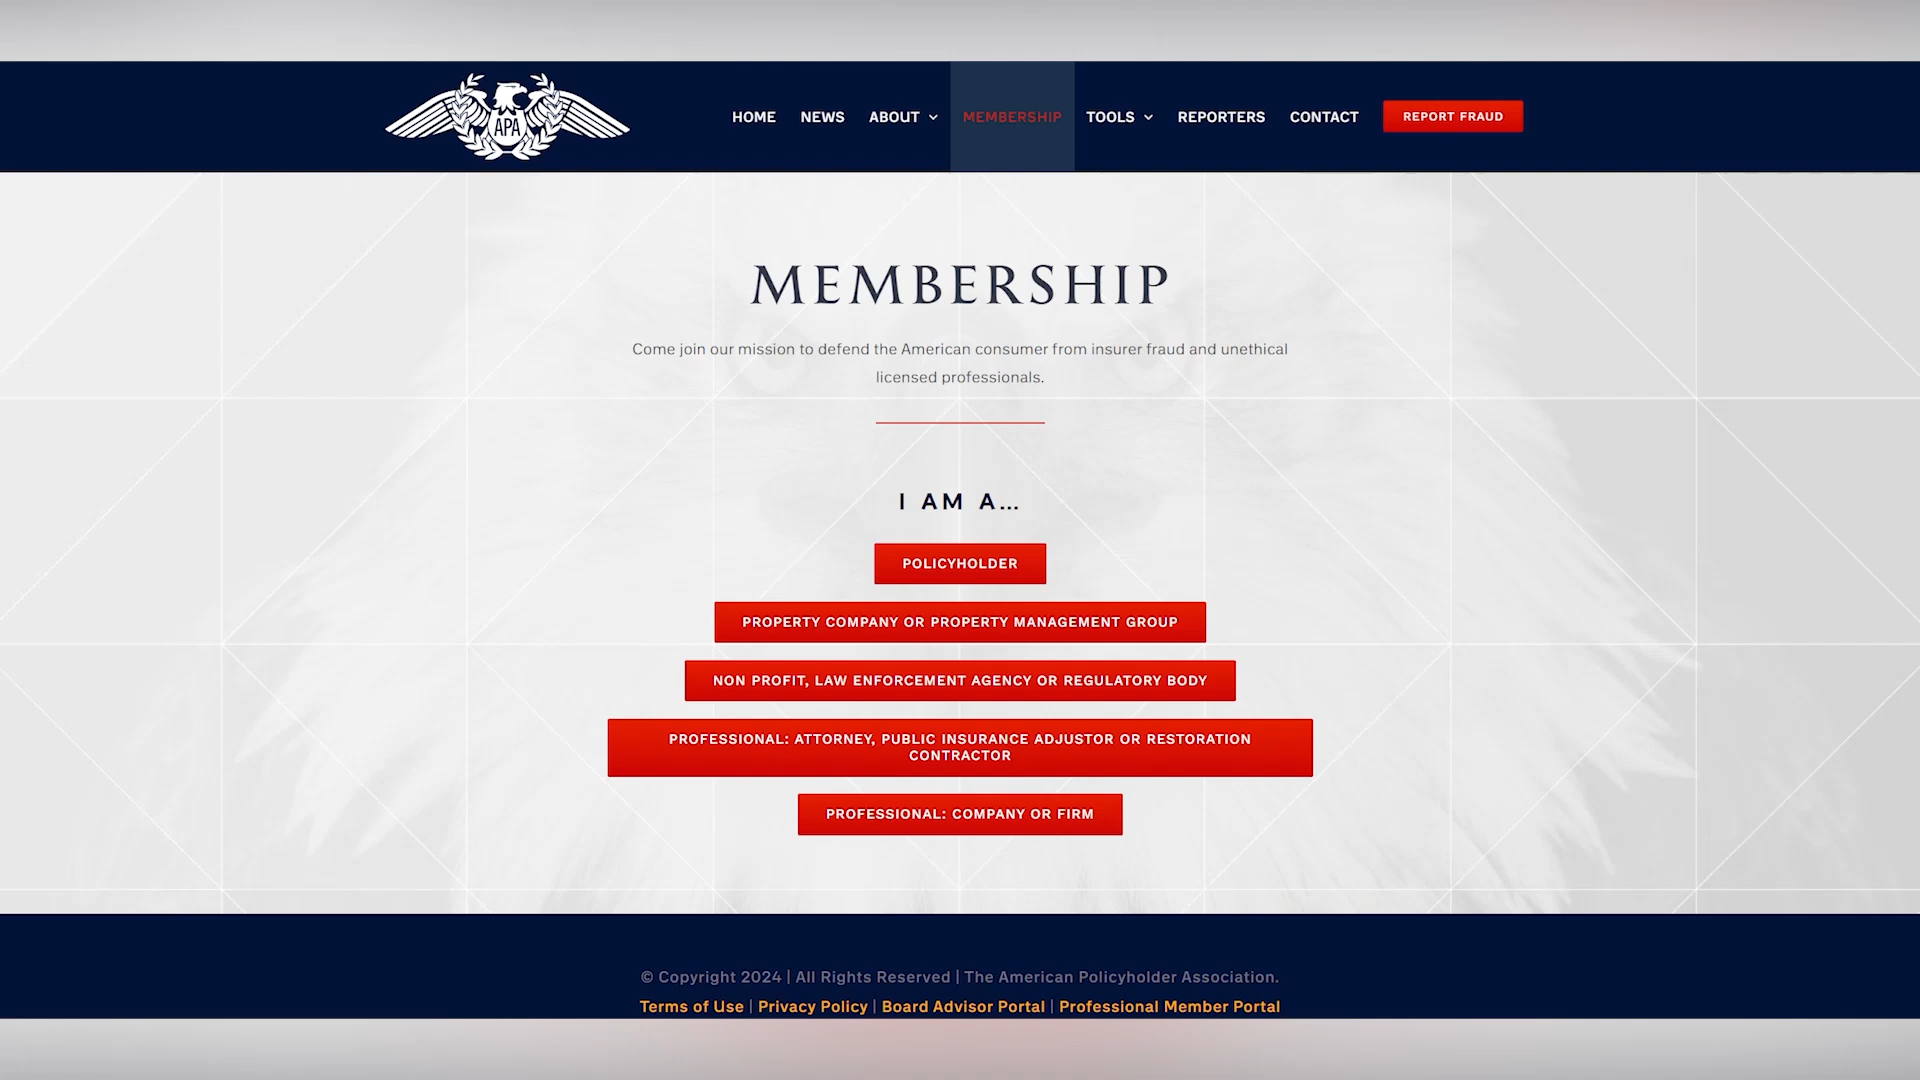 APA
HOME NEWS ABOUT MEMBERSHIP TOOLS REPORTERS CONTACT REPORT FRAUD
MEMBERSHIP
Come join our mission to defend the American consumer from insurer fraud and unethical
licensed professionals.
I AM A...
POLICYHOLDER
PROPERTY COMPANY OR PROPERTY MANAGEMENT GROUP
NON PROFIT, LAW ENFORCEMENT AGENCY OR REGULATORY BODY
PROFESSIONAL: ATTORNEY, PUBLIC INSURANCE ADJUSTOR OR RESTORATION
CONTRACTOR
PROFESSIONAL: COMPANY OR FIRM
© Copyright 2024 | All Rights Reserved | The American Policyholder Association.
Terms of Use | Privacy Policy | Board Advisor Portal | Professional Member Portal